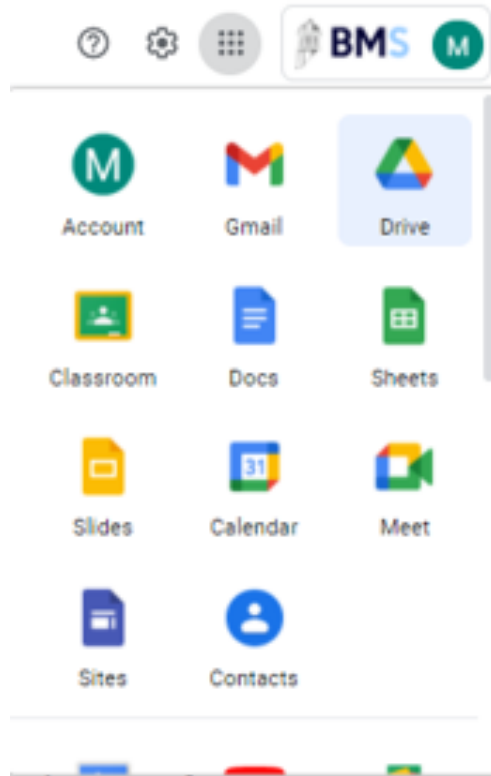 BMS M
M
Account Gmail Drive
Classroom Docs Sheets
31
Slides Calendar Meet
Sites Contacts